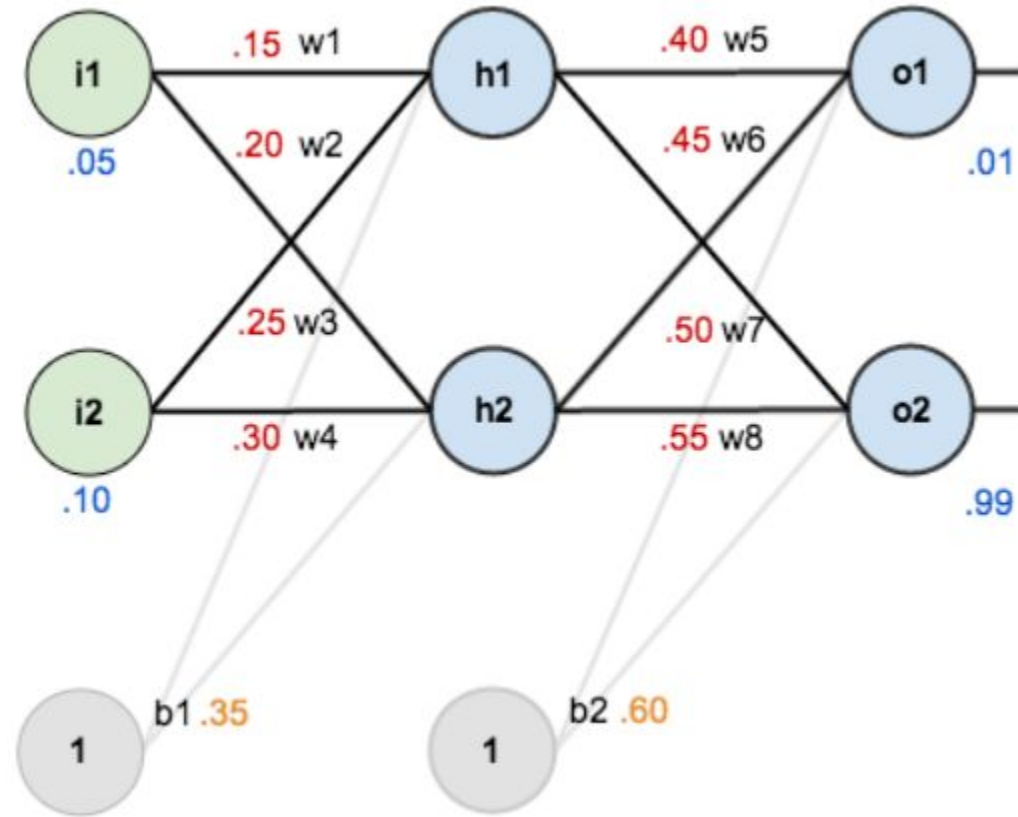 .15 w1
.40 w5
i1
h1
o1
.20 w2
.45 w6
.05
.01
.25 w3
.50 w7
i2
h2
o2
.30 w4
.55 w8
.10
.99
b1 .35
b2 .60
1
1